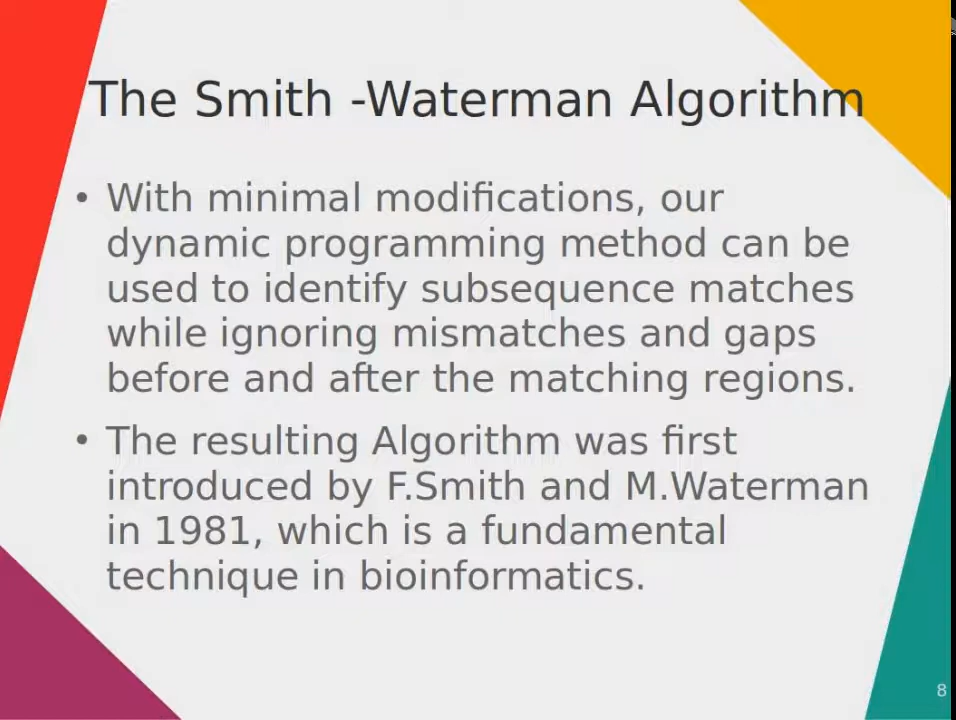 The Smith -Waterman Algorithm
• With minimal modifications, our
dynamic programming method can be
used to identify subsequence matches
while ignoring mismatches and gaps
before and after the matching regions.
• The resulting Algorithm was first
introduced by F.Smith and M.Waterman
in 1981, which is a fundamental
technique in bioinformatics.
8